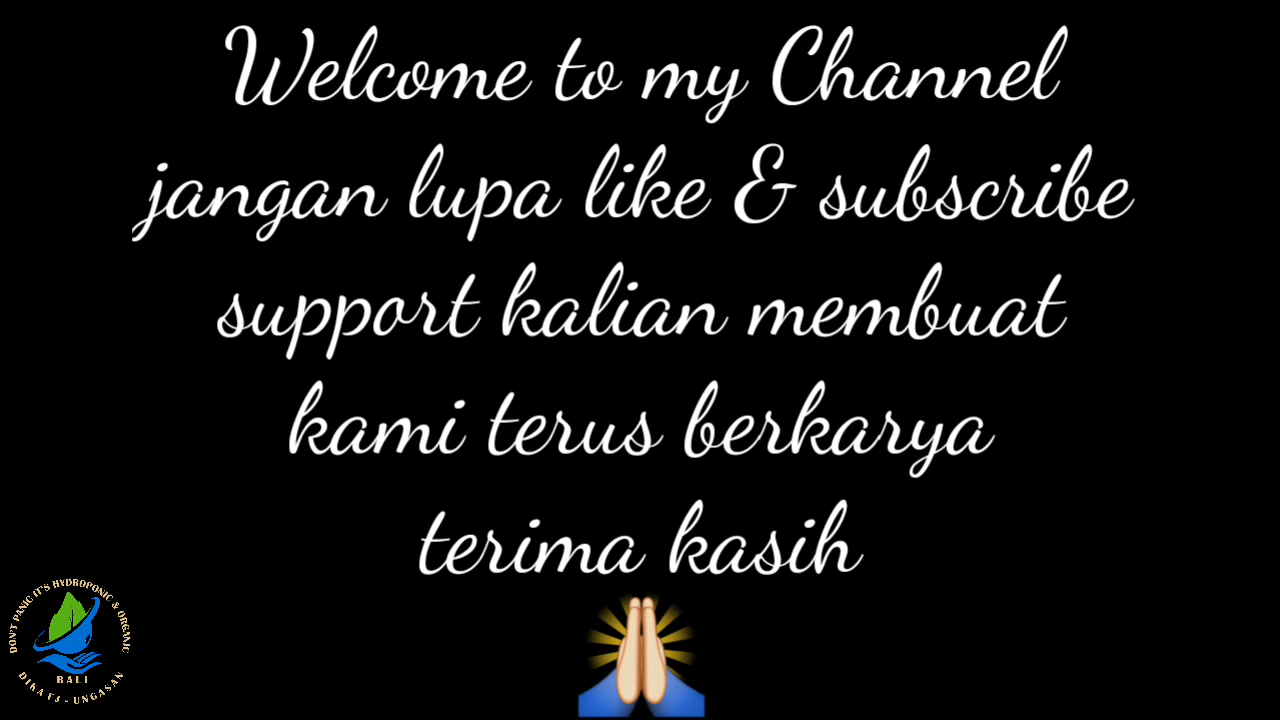 Welcome to my Channel
jangan lupa like & subscribe
support kalian membuat
kami terus berkarya
terima kasih
DON'T PANIC IT'S HYDROPONIC & ORGANIC
BALI
DIKA FJ - UNGASAN